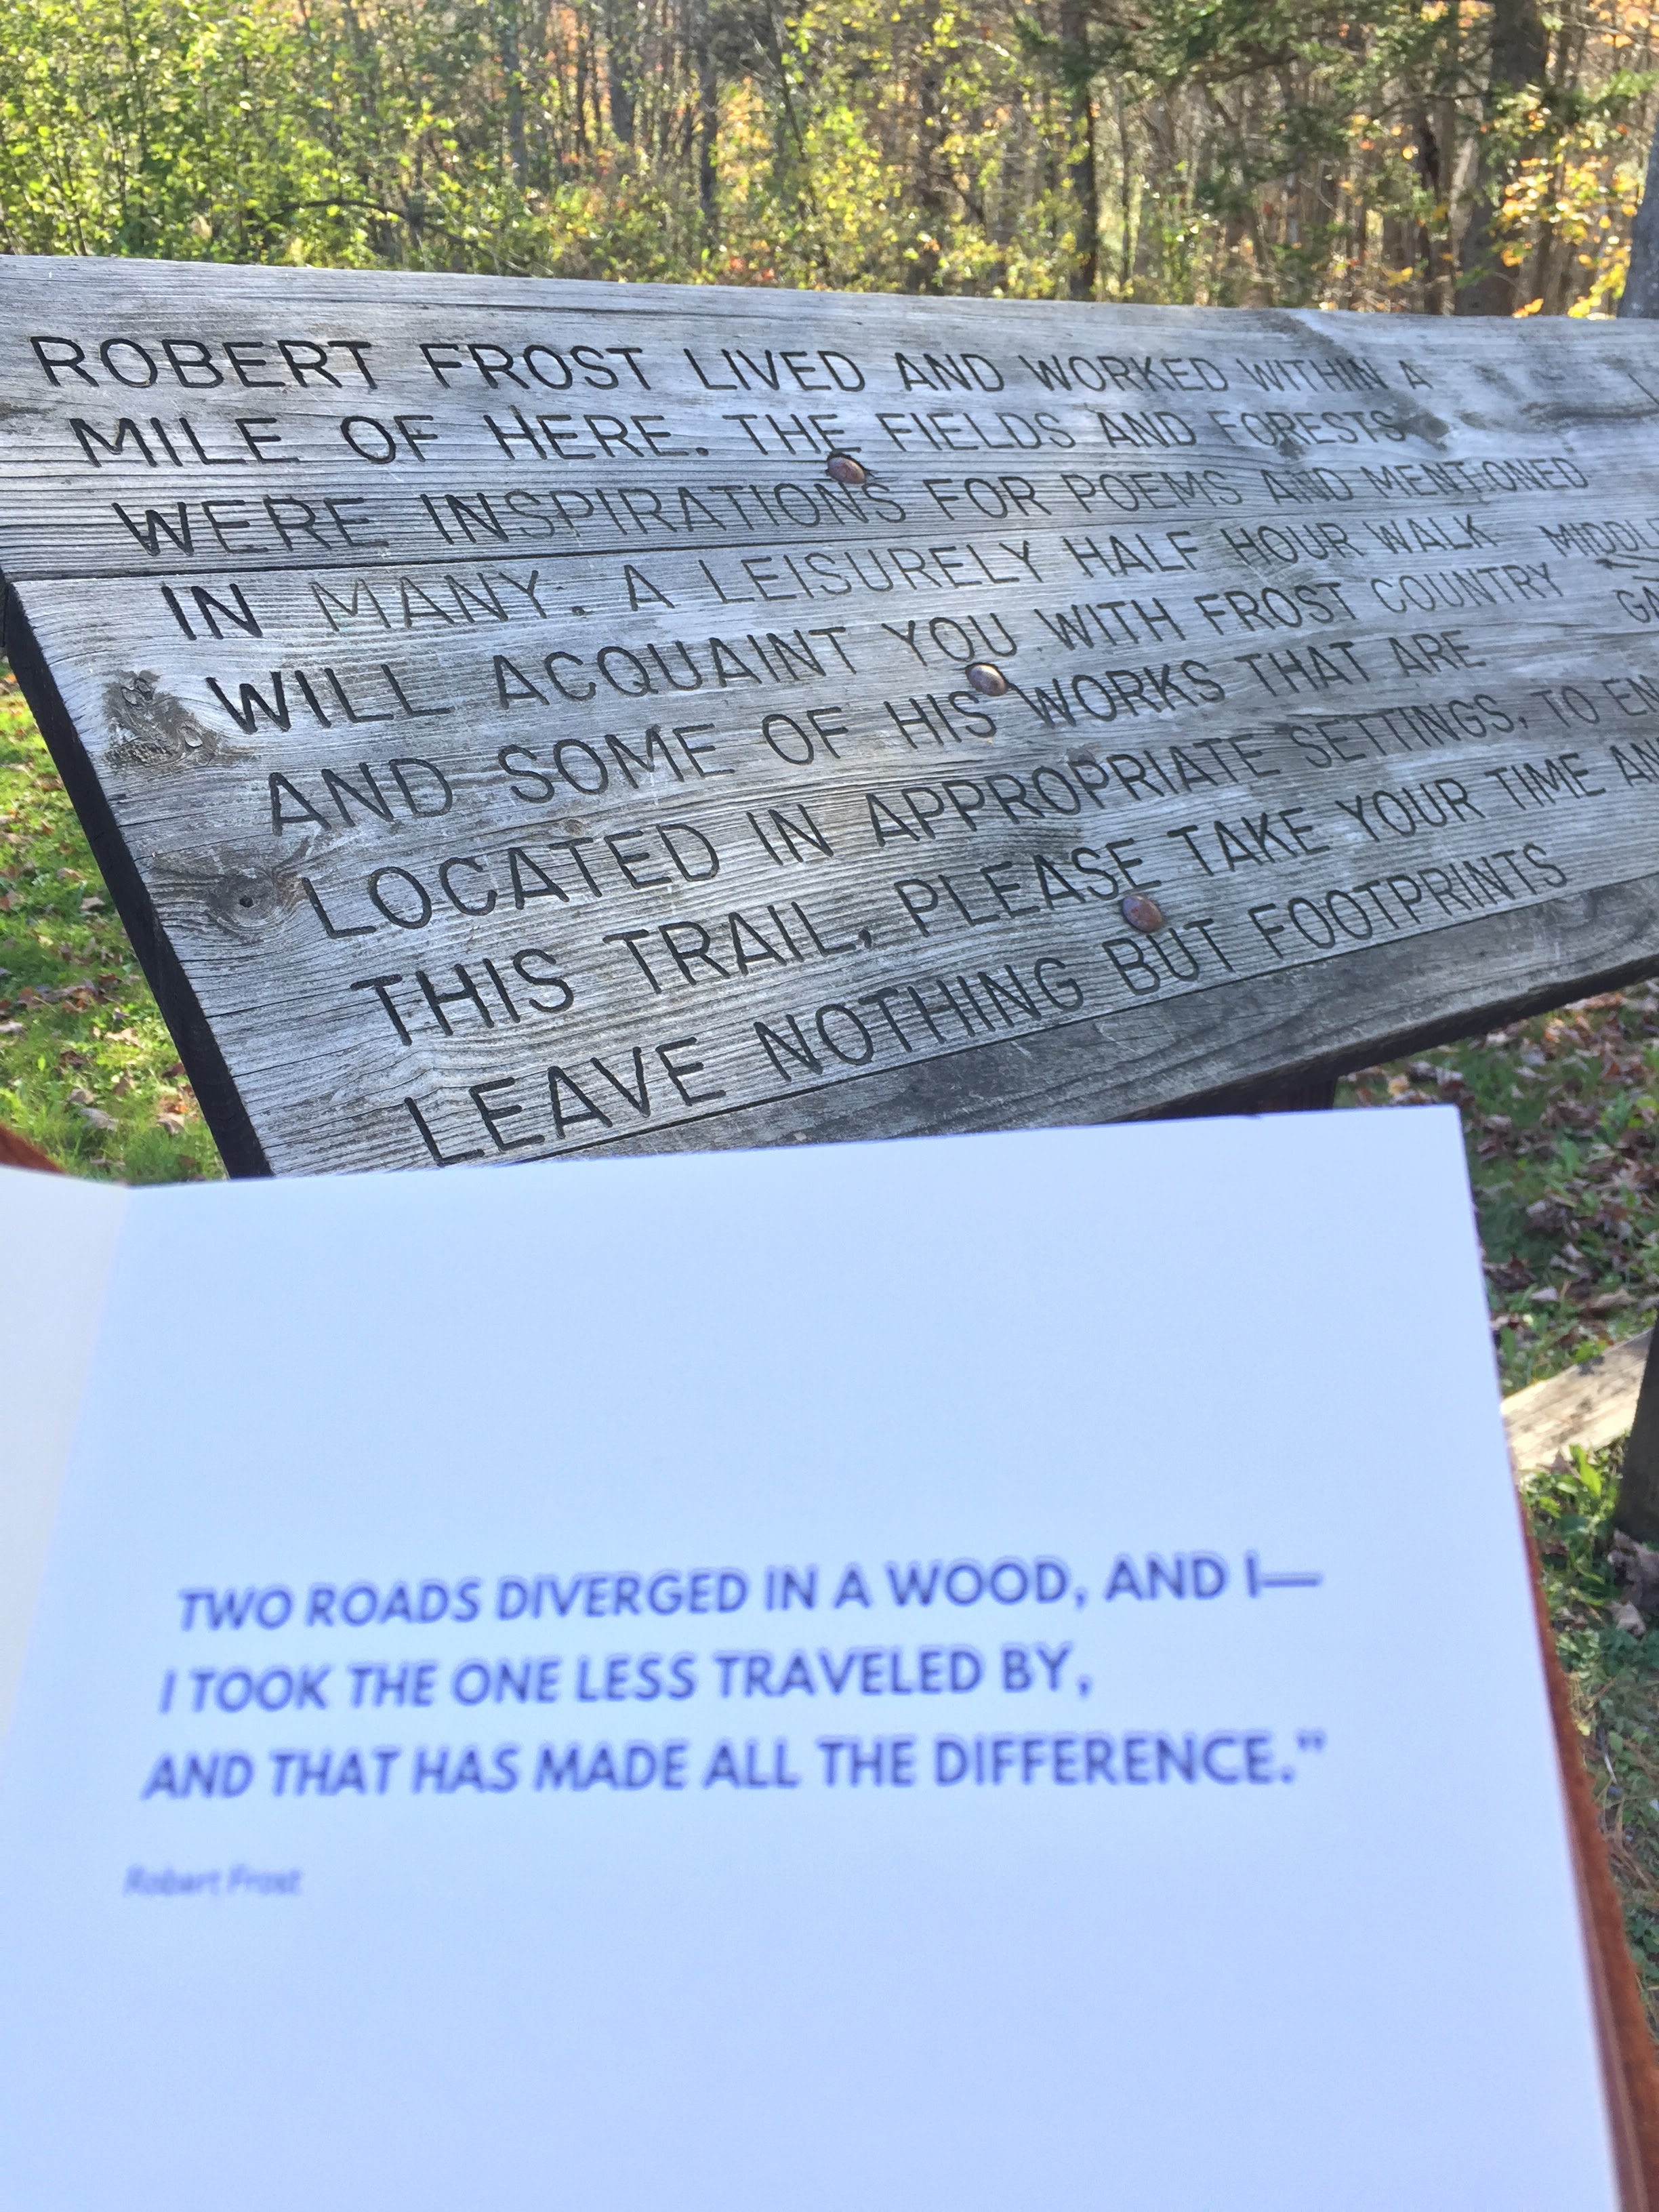 ROBERT FROST LIVED AND WORKED WITHIN A
MILE OF HERE. THE FIELDS AND FORESTS
WERE INSPIRATIONS FOR POEMS AND MENTIONED
IN MANY. A LEISURELY HALF HOUR WALK
WILL ACQUAINT YOU WITH FROST COUNTRY
AND SOME OF HIS WORKS THAT ARE
LOCATED IN APPROPRIATE SETTINGS. TO
THIS TRAIL, PLEASE TAKE YOUR TIME
LEAVE NOTHING BUT FOOTPRINTS
TWO ROADS DIVERGED IN A WOOD, AND I—
I TOOK THE ONE LESS TRAVELED BY,
AND THAT HAS MADE ALL THE DIFFERENCE."
Robert Frost